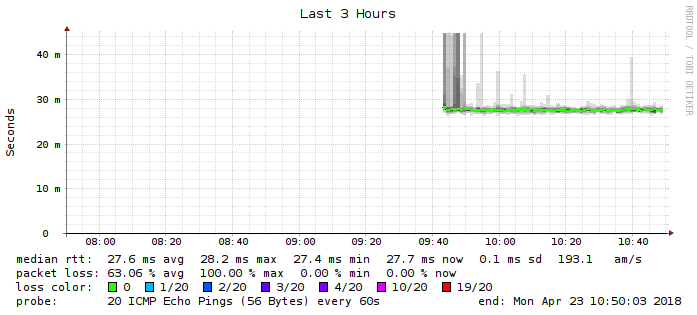 Last 3 Hours
RRDTOOL / TOBI OETIKER
Seconds
40 m
30 m
20 m
10 m
0
08:00 08:20 08:40 09:00 09:20 09:40 10:00 10:20 10:40
median rtt: 27.6 ms avg 28.2 ms max 27.4 ms min 27.7 ms now 0.1 ms sd 193.1 am/s
packet loss: 63.06 % avg 100.00 % max 0.00 % min 0.00 % now
loss color: 0 1/20 2/20 3/20 4/20 10/20 19/20
probe: 20 ICMP Echo Pings (56 Bytes) every 60s end: Mon Apr 23 10:50:03 2018